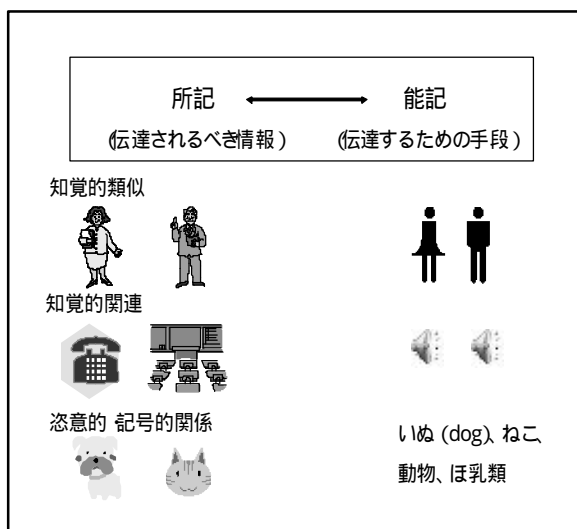 所記 能記
(伝達されるべき情報) (伝達するための手段)
知覚的類似
知覚的関連
恣意的 記号的関係
いぬ (dog)、ねこ、
動物、ほ乳類